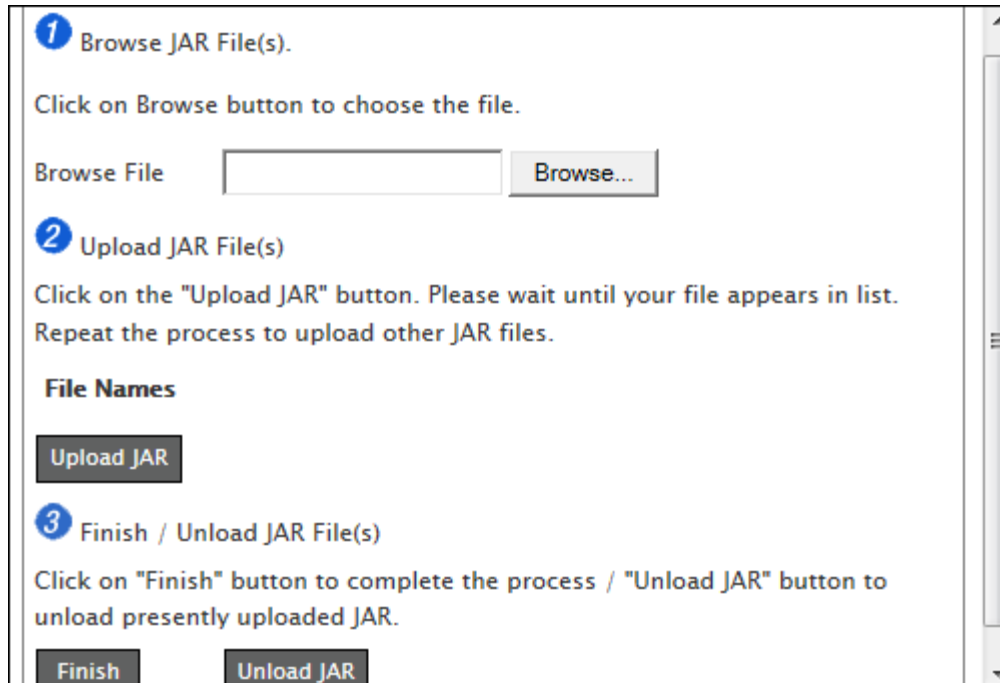 1 Browse JAR File(s).
Click on Browse button to choose the file.
Browse File Browse...
2 Upload JAR File(s)
Click on the "Upload JAR" button. Please wait until your file appears in list.
Repeat the process to upload other JAR files.
File Names
Upload JAR
3 Finish / Unload JAR File(s)
Click on "Finish" button to complete the process / "Unload JAR" button to
unload presently uploaded JAR.
Finish Unload JAR